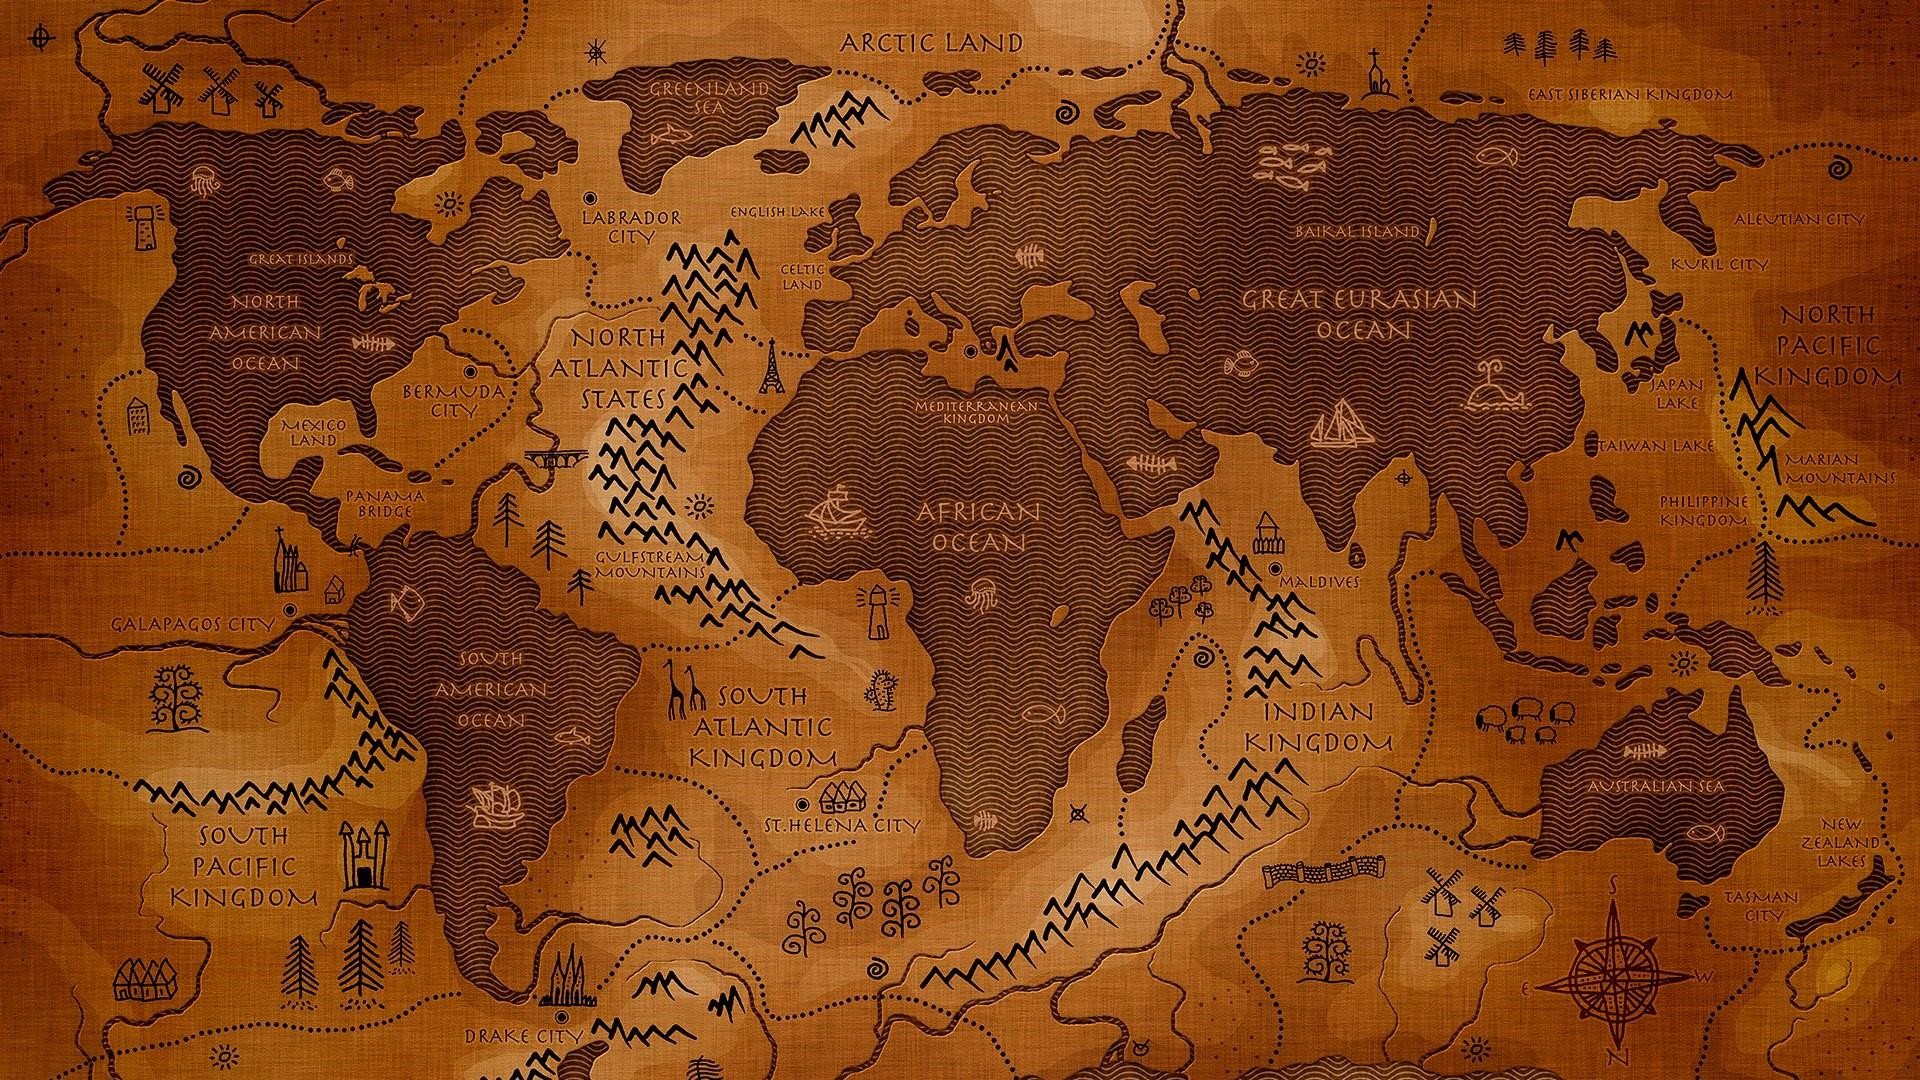 ARCTIC LAND
GREENLAND
SEA
EAST SIBERIAN KINGDOM
LABRADOR
CITY
ENGLISH LAKE
CELTIC
LAND
BAIKAL ISLAND
ALEUTIAN CITY
KURIL CITY
GREAT ISLANDS
NORTH
AMERICAN
OCEAN
GREAT EURASIAN
OCEAN
NORTH
PACIFIC
KINGDOM
NORTH
ATLANTIC
STATES
BERMUDA
CITY
MEXICO
LAND
MEDITERRANEAN
KINGDOM
JAPAN
LAKE
TAIWAN LAKE
MARIAN
MOUNTAINS
PANAMA
BRIDGE
AFRICAN
OCEAN
PHILIPPINE
KINGDOM
GULFSTREAM
MOUNTAINS
MALDIVES
GALAPAGOS CITY
SOUTH
AMERICAN
OCEAN
SOUTH
ATLANTIC
KINGDOM
INDIAN
KINGDOM
AUSTRALIAN SEA
ST.HELENA CITY
SOUTH
PACIFIC
KINGDOM
NEW
ZEALAND
LAKES
TASMAN
CITY
S
E
W
N
DRAKE CITY